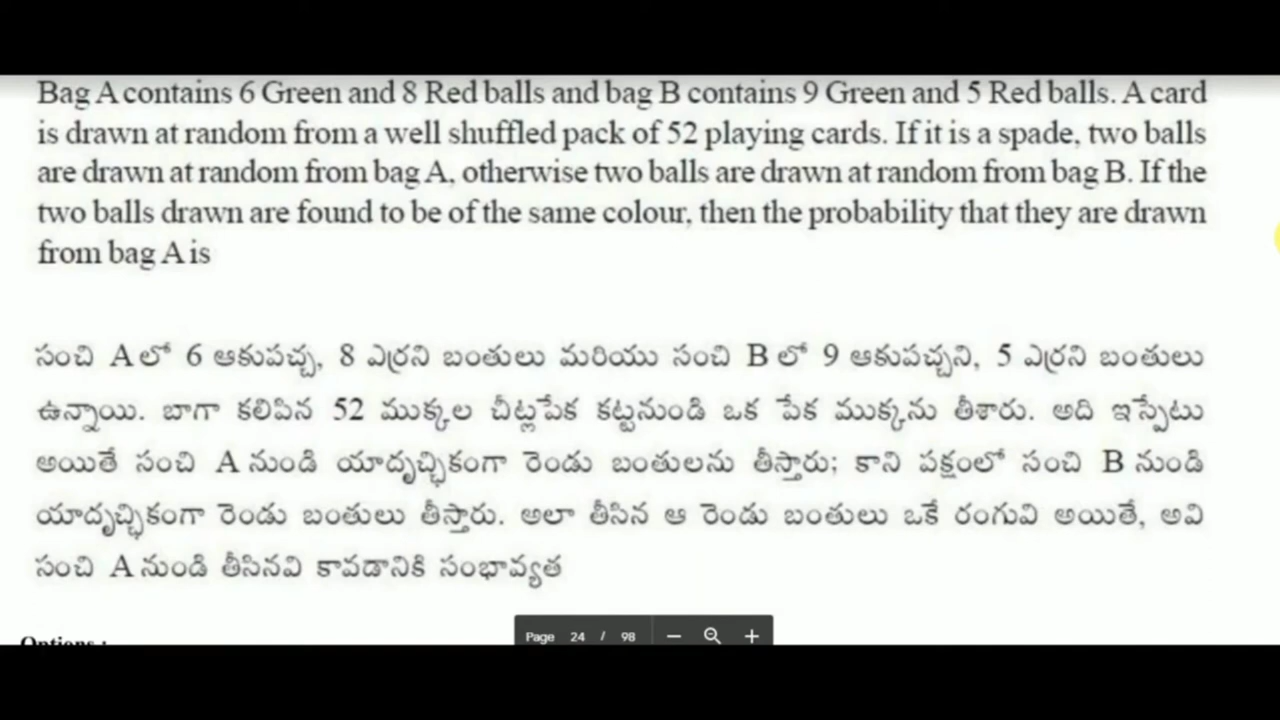 Bag A contains 6 Green and 8 Red balls and bag B contains 9 Green and 5 Red balls. A card
is drawn at random from a well shuffled pack of 52 playing cards. If it is a spade, two balls
are drawn at random from bag A, otherwise two balls are drawn at random from bag B. If the
two balls drawn are found to be of the same colour, then the probability that they are drawn
from bag A is
సంచి A లో 6 ఆకుపచ్చ, 8 ఎర్రని బంతులు మరియు సంచి B లో 9 ఆకుపచ్చని, 5 ఎర్రని బంతులు
ఉన్నాయి. బాగా కలిపిన 52 ముక్కల చీట్లపేక కట్టనుండి ఒక పేక ముక్కను తీశారు. అది ఇస్పేటు
అయితే సంచి A నుండి యాదృచ్ఛికంగా రెండు బంతులను తీస్తారు; కాని పక్షంలో సంచి B నుండి
యాదృచ్ఛికంగా రెండు బంతులు తీస్తారు. అలా తీసిన ఆ రెండు బంతులు ఒకే రంగువి అయితే, అవి
సంచి A నుండి తీసినవి కావడానికి సంభావ్యత
Options :
Page 24 / 98